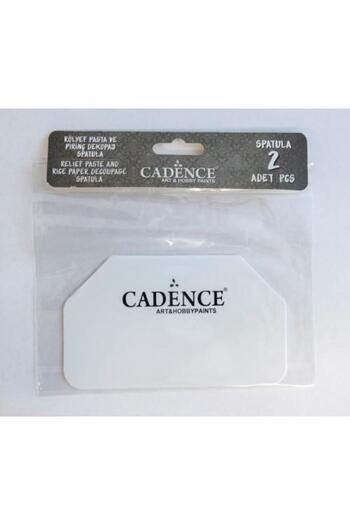 RÖLYEF PASTA VE
PİRİNÇ DEKOPAJ
SPATULA
RELIEF PASTE AND
RICE PAPER DECOUPAGE
SPATULA
CADENCE
ART & HOBBY PAINTS
SPATULA
2
ADET PCS
CADENCE®
ART&HOBBYPAINTS